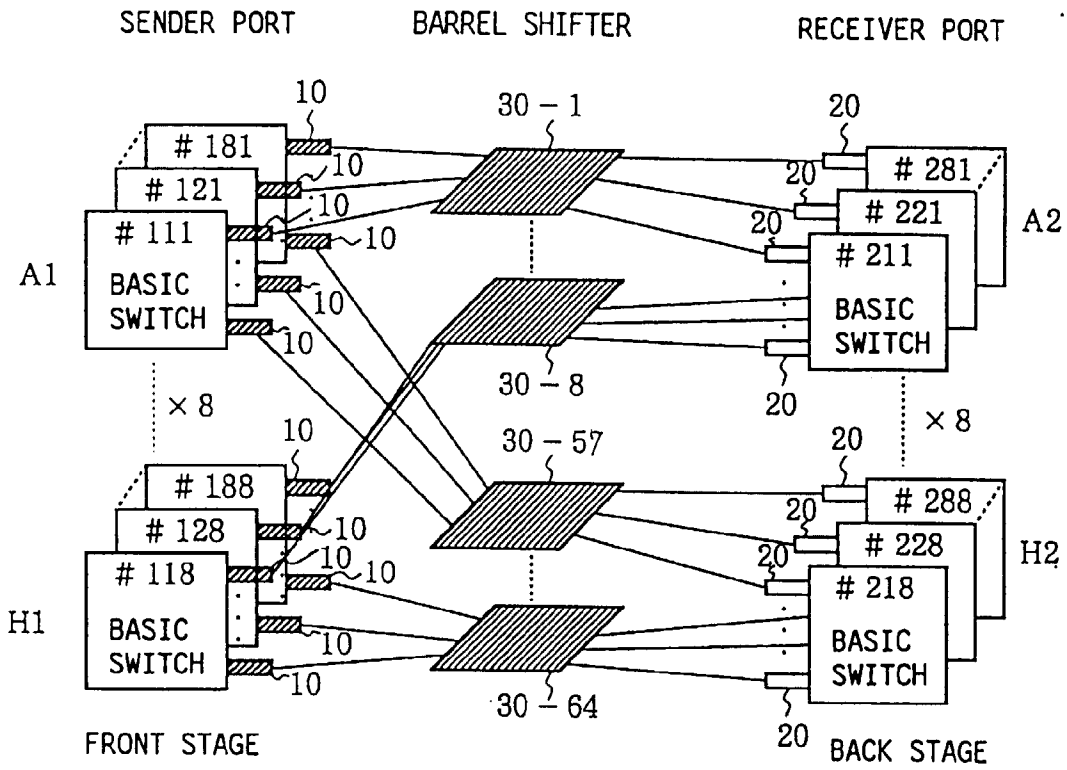 SENDER PORT
BARREL SHIFTER
RECEIVER PORT
10
30-1
20
# 181
10
# 281
20
# 121
10
# 221
20
# 111
10
# 211
A1
A2
BASIC
SWITCH
10
10
BASIC
SWITCH
30-8
20
× 8
× 8
10
30-57
20
# 188
# 288
10
20
# 128
10
# 228
20
# 118
10
# 218
H1
H2
BASIC
SWITCH
10
10
BASIC
SWITCH
30-64
20
FRONT STAGE
BACK STAGE